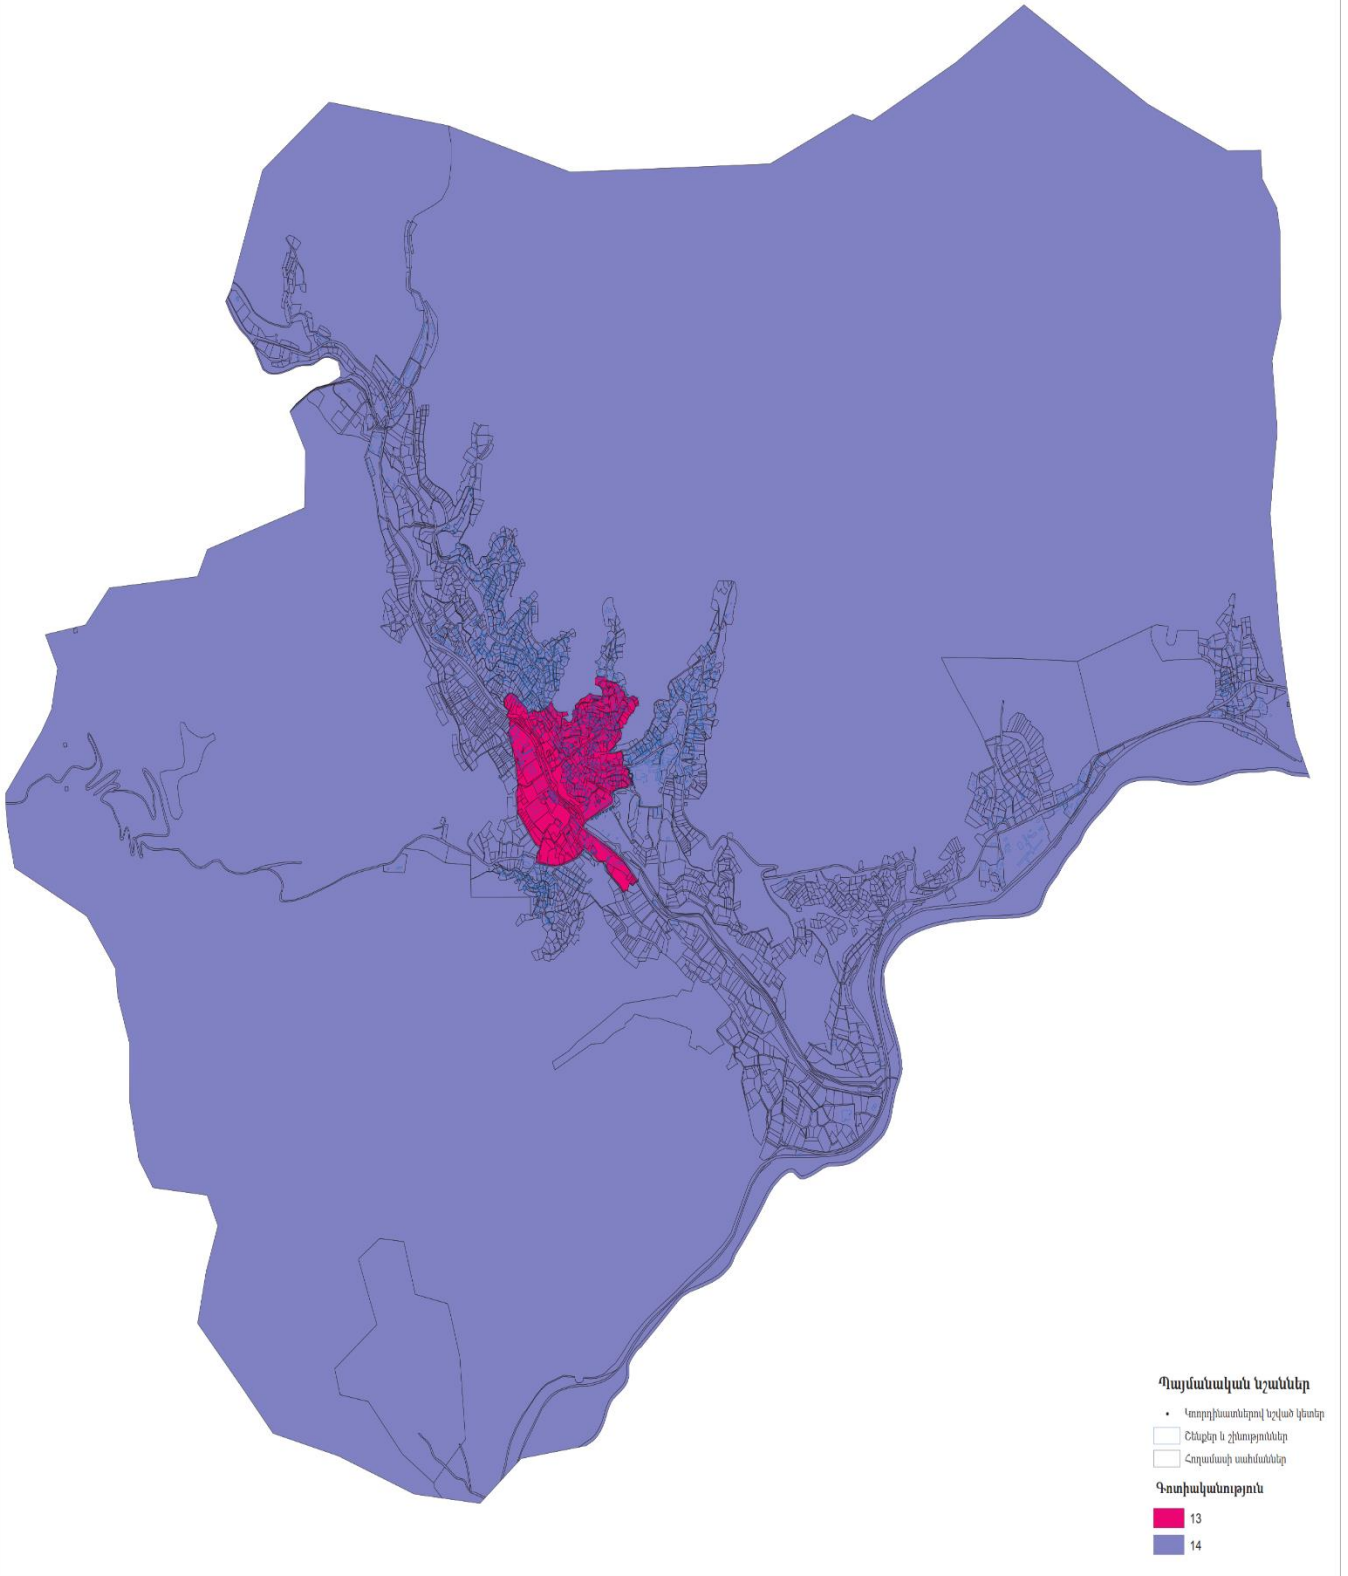 Պայմանական նշաններ
Կոորդինատներով նշված կետեր
Շենքեր և շինություններ
Հողամասի սահմաններ
Գոտիականություն
13
14